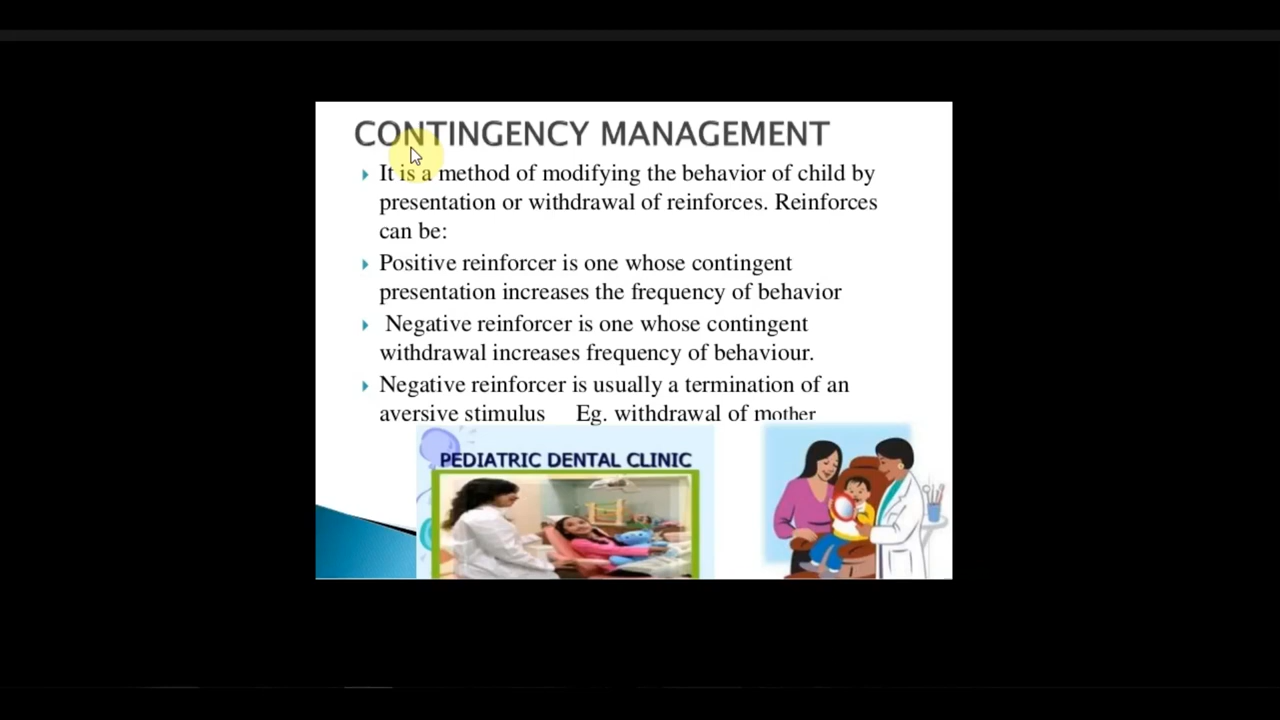 CONTINGENCY MANAGEMENT
It is a method of modifying the behavior of child by
presentation or withdrawal of reinforces. Reinforces
can be:
Positive reinforcer is one whose contingent
presentation increases the frequency of behavior
Negative reinforcer is one whose contingent
withdrawal increases frequency of behaviour.
Negative reinforcer is usually a termination of an
aversive stimulus Eg. withdrawal of mother
PEDIATRIC DENTAL CLINIC